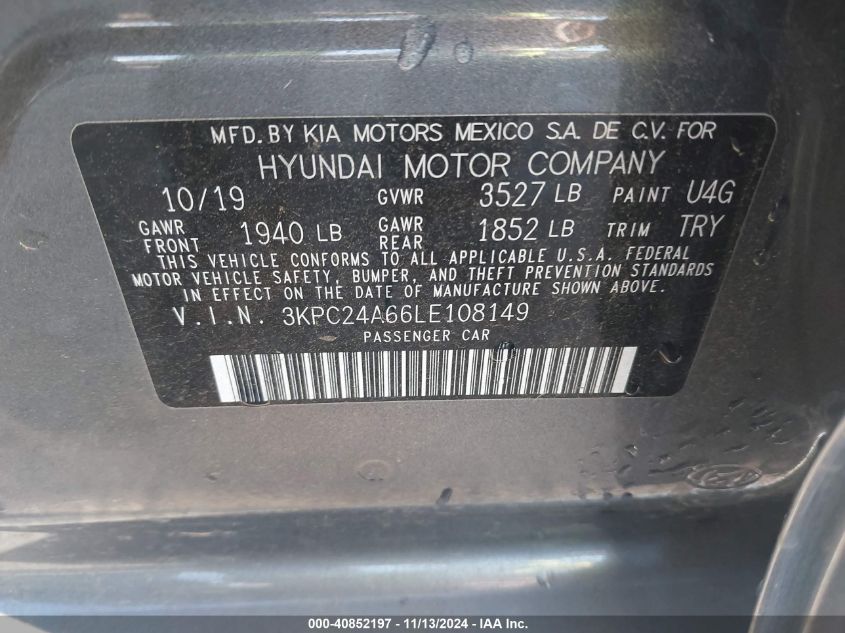 MFD. BY KIA MOTORS MEXICO S.A. DE C.V. FOR
HYUNDAI MOTOR COMPANY
10/19 GVWR 3527 LB PAINT U4G
GAWR FRONT 1940 LB GAWR REAR 1852 LB TRIM TRY
THIS VEHICLE CONFORMS TO ALL APPLICABLE U.S.A. FEDERAL
MOTOR VEHICLE SAFETY, BUMPER, AND THEFT PREVENTION STANDARDS
IN EFFECT ON THE DATE OF MANUFACTURE SHOWN ABOVE.
V.I.N. 3KPC24A66LE108149
PASSENGER CAR
000-40852197 - 11/13/2024 - IAA Inc.